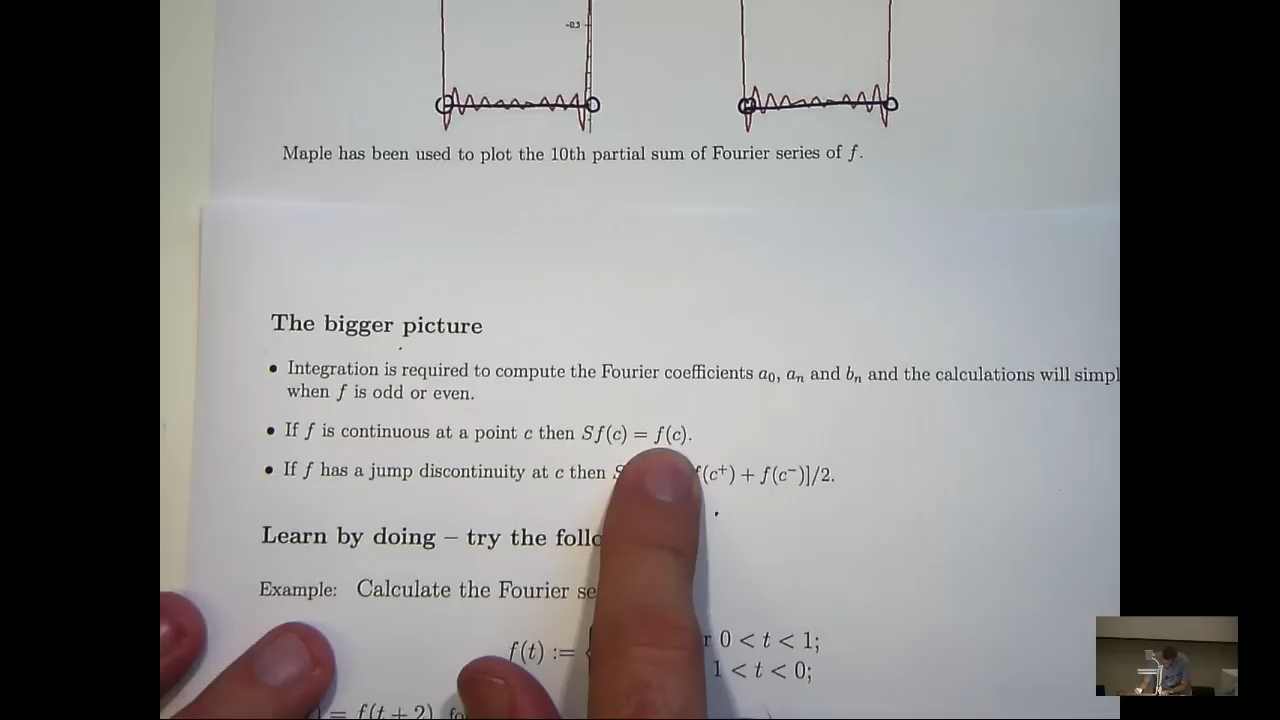 -0.5
Maple has been used to plot the 10th partial sum of Fourier series of f.
The bigger picture
• Integration is required to compute the Fourier coefficients a₀, aₙ and bₙ and the calculations will
when f is odd or even.
• If f is continuous at a point c then Sf(c) = f(c).
• If f has a jump discontinuity at c then (c⁺) + f(c⁻)]/2.
Learn by doing – try the
Example: Calculate the Fourier
f(t) := 0 < t < 1;
1 < t < 0;
= f(t + 2)